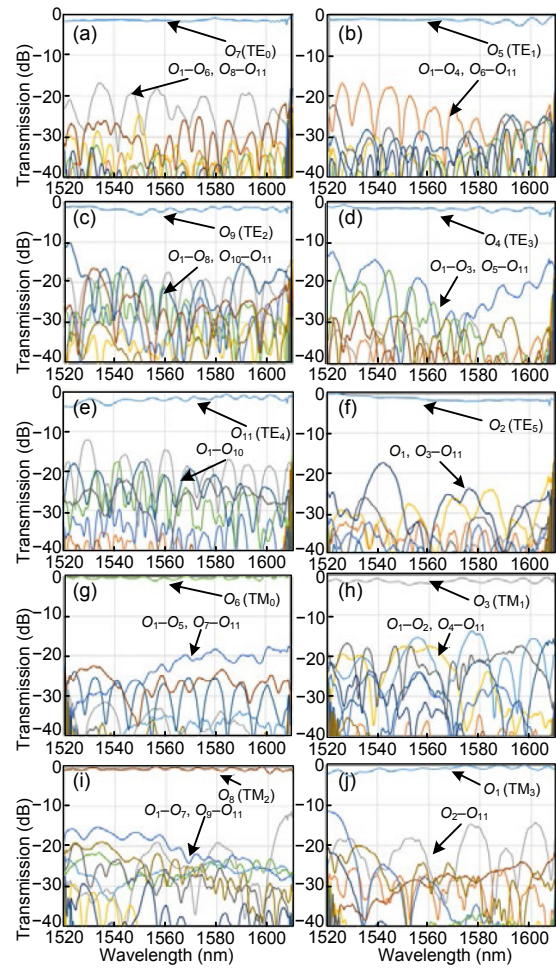 (a)
O7(TE0)
O1–O6, O8–O11
Transmission (dB)
0
−10
−20
−30
−40
1520 1540 1560 1580 1600
(b)
O5(TE1)
O1–O4, O6–O11
1520 1540 1560 1580 1600
(c)
O9(TE2)
O1–O8, O10–O11
Transmission (dB)
0
−10
−20
−30
−40
1520 1540 1560 1580 1600
(d)
O4(TE3)
O1–O3, O5–O11
0
−10
−20
−30
−40
1520 1540 1560 1580 1600
(e)
O11(TE4)
O1–O10
Transmission (dB)
0
−10
−20
−30
−40
1520 1540 1560 1580 1600
(f)
O2(TE5)
O1, O3–O11
0
−10
−20
−30
−40
1520 1540 1560 1580 1600
(g)
O6(TM0)
O1–O5, O7–O11
Transmission (dB)
0
−10
−20
−30
−40
1520 1540 1560 1580 1600
(h)
O3(TM1)
O1–O2, O4–O11
0
−10
−20
−30
−40
1520 1540 1560 1580 1600
(i)
O8(TM2)
O1–O7, O9–O11
Transmission (dB)
0
−10
−20
−30
−40
1520 1540 1560 1580 1600
Wavelength (nm)
(j)
O1(TM3)
O2–O11
0
−10
−20
−30
−40
1520 1540 1560 1580 1600
Wavelength (nm)